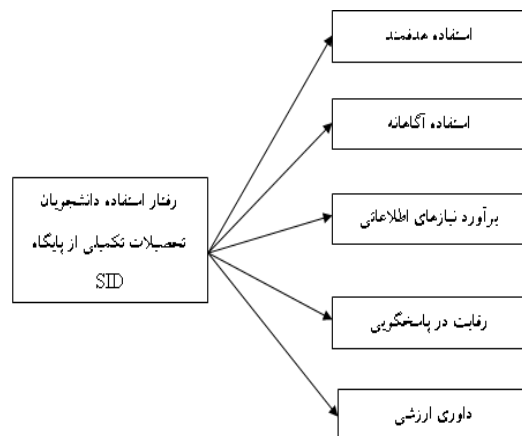 استفاده هدفمند
استفاده آگاهانه
رفتار استفاده دانشجویان
تحصیلات تکمیلی از پایگاه
SID
برآورد نیازهای اطلاعاتی
رقابت در پاسخگویی
داوری ارزشی